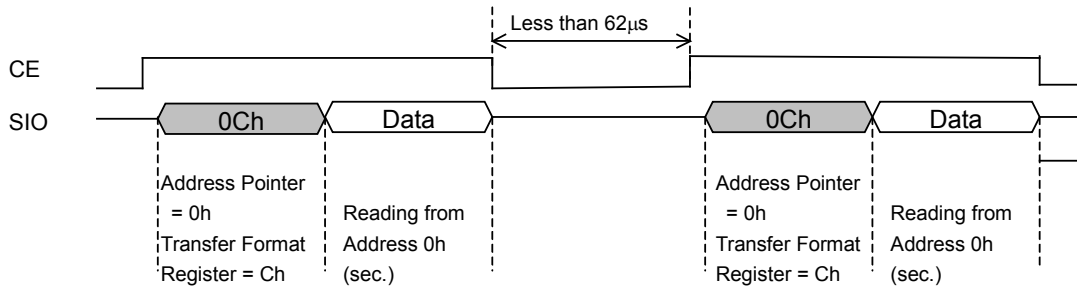 Less than 62μs
CE
SIO
0Ch
Data
0Ch
Data
Address Pointer
= 0h
Transfer Format
Register = Ch
Reading from
Address 0h
(sec.)
Address Pointer
= 0h
Transfer Format
Register = Ch
Reading from
Address 0h
(sec.)